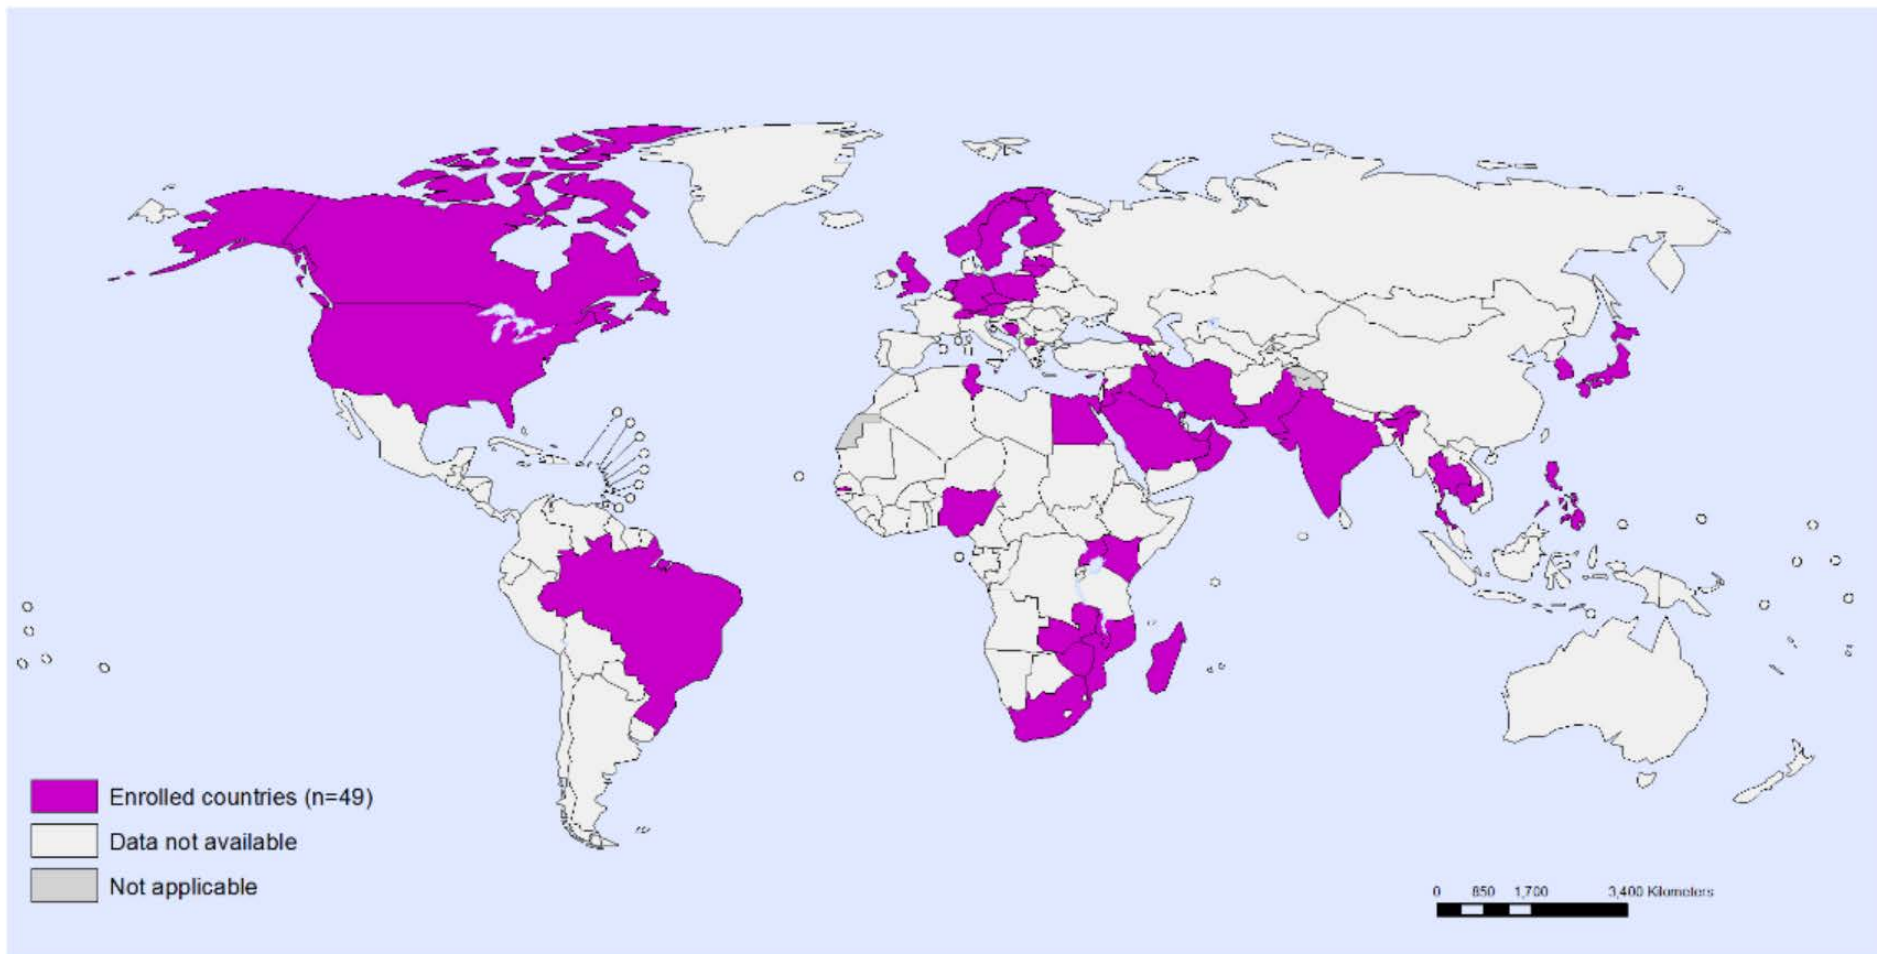 Enrolled countries (n=49)
Data not available
Not applicable
0 850 1,700 3,400 Kilometers